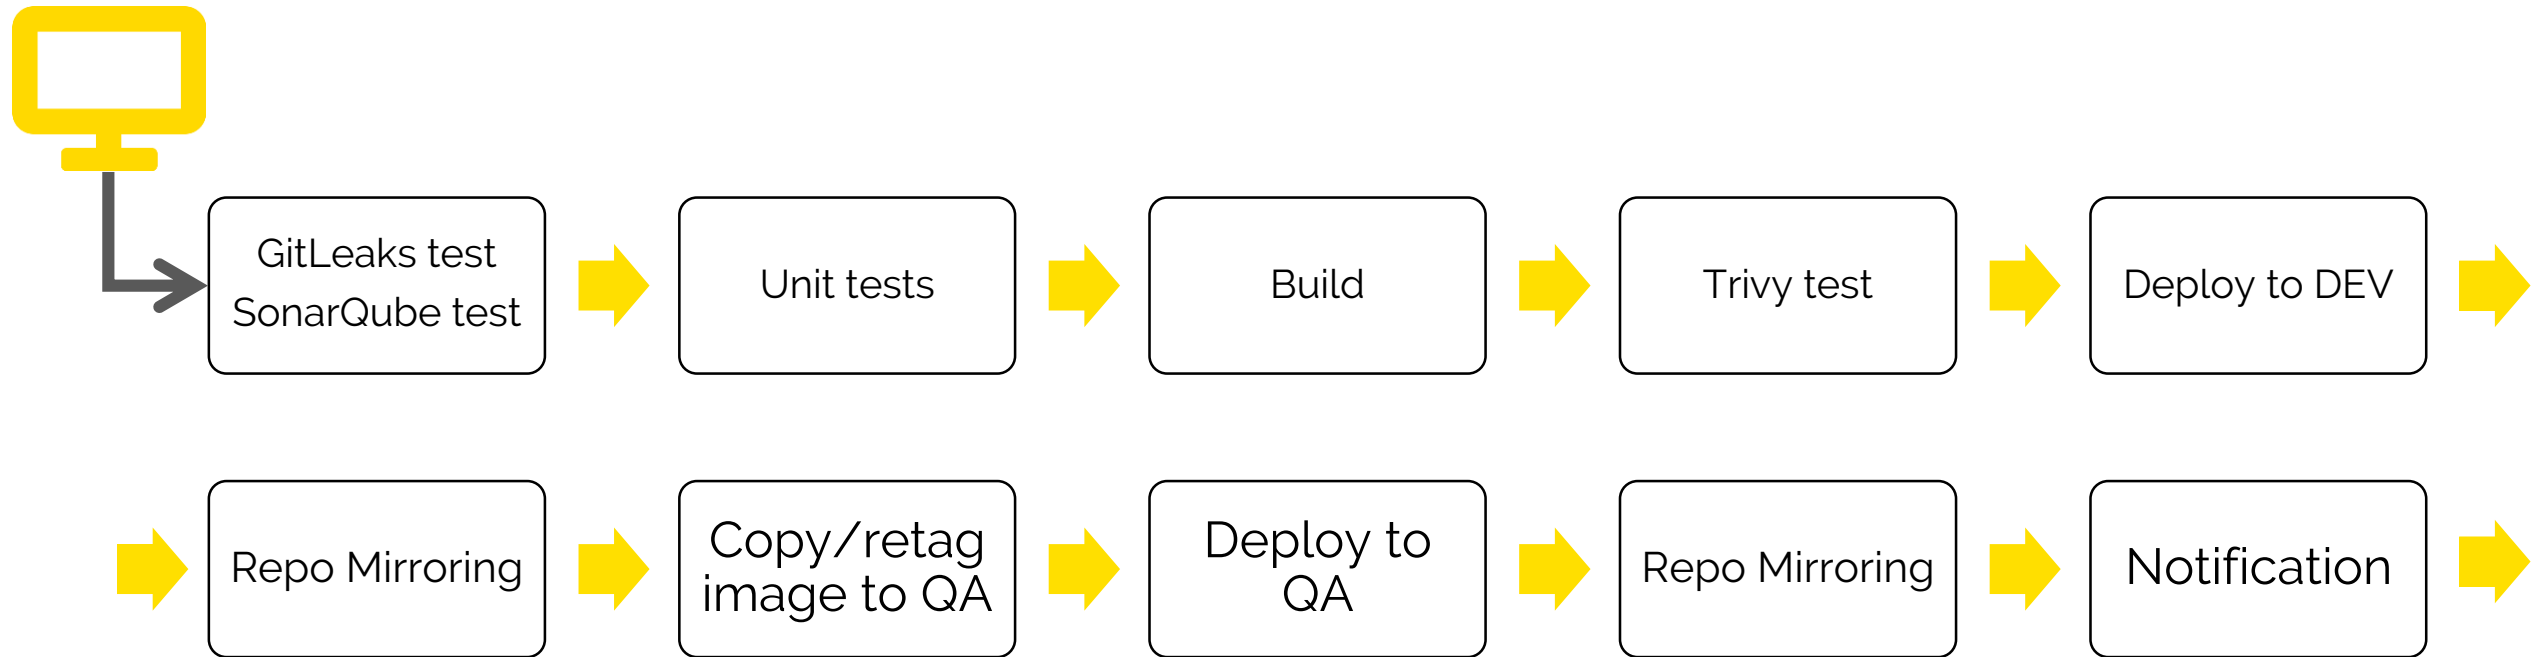 GitLeaks test
SonarQube test
Unit tests
Build
Trivy test
Deploy to DEV
Repo Mirroring
Copy/retag
image to QA
Deploy to
QA
Repo Mirroring
Notification